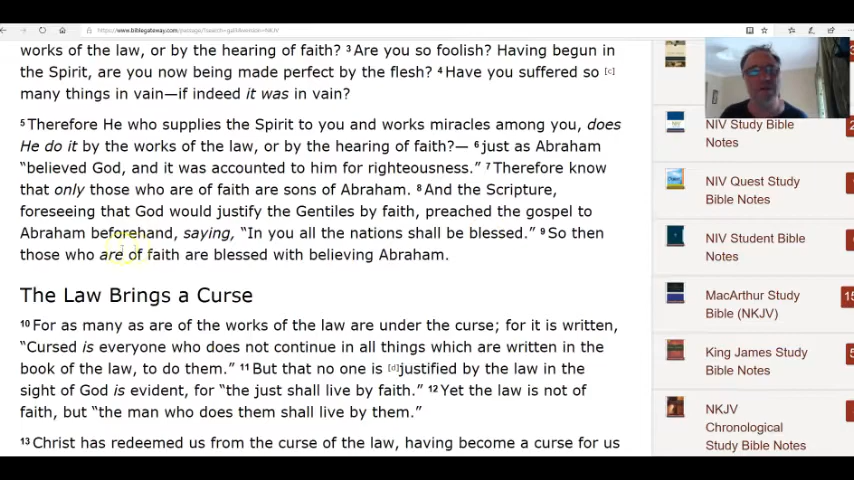 https://www.biblegateway.com/passage/?search=gal3&version=NKJV
works of the law, or by the hearing of faith? 3 Are you so foolish? Having begun in
the Spirit, are you now being made perfect by the flesh? 4 Have you suffered so [c]
many things in vain—if indeed it was in vain?
5 Therefore He who supplies the Spirit to you and works miracles among you, does
He do it by the works of the law, or by the hearing of faith?— 6 just as Abraham
“believed God, and it was accounted to him for righteousness.” 7 Therefore know
that only those who are of faith are sons of Abraham. 8 And the Scripture,
foreseeing that God would justify the Gentiles by faith, preached the gospel to
Abraham beforehand, saying, “In you all the nations shall be blessed.” 9 So then
those who are of faith are blessed with believing Abraham.
The Law Brings a Curse
10 For as many as are of the works of the law are under the curse; for it is written,
“Cursed is everyone who does not continue in all things which are written in the
book of the law, to do them.” 11 But that no one is [d]justified by the law in the
sight of God is evident, for “the just shall live by faith.” 12 Yet the law is not of
faith, but “the man who does them shall live by them.”
13 Christ has redeemed us from the curse of the law, having become a curse for us
NIV Study Bible
Notes
NIV Quest Study
Bible Notes
NIV Student Bible
Notes
MacArthur Study
Bible (NKJV)
15
King James Study
Bible Notes
NKJV
Chronological
Study Bible Notes